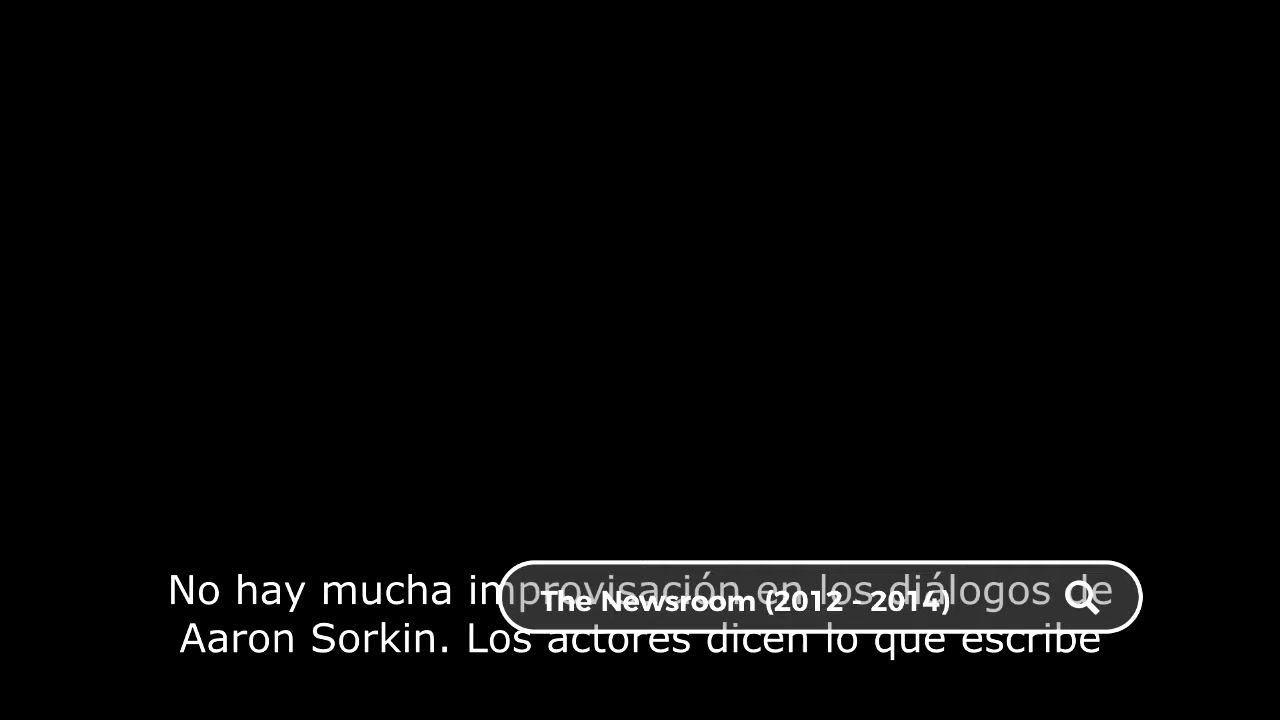 No hay mucha improvisación en los diálogos de
The Newsroom (2012 - 2014)
Aaron Sorkin. Los actores dicen lo que escribe